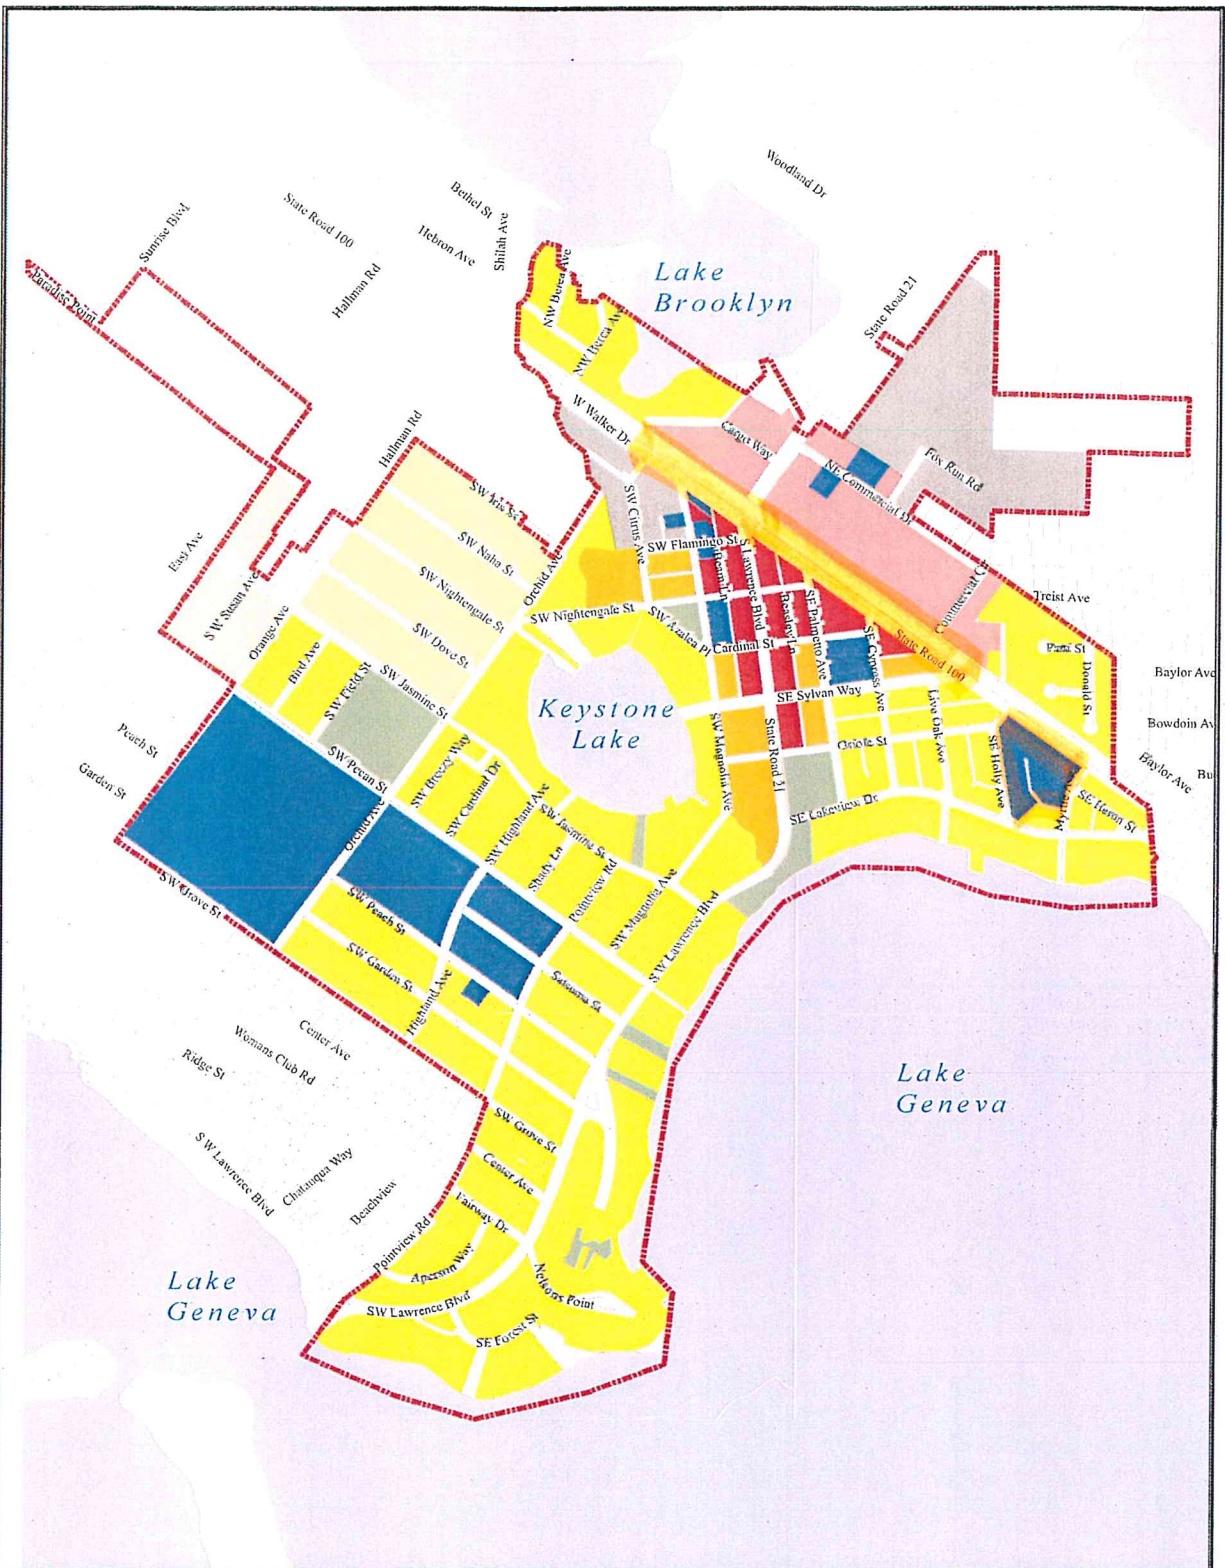 Woodland Dr
Bethel St
State Road 100
Sunrise Blvd
Hebron Ave
Shilah Ave
Hallman Rd
Paradise Point
NW Berea Ave
Lake
Brooklyn
State Road 21
NW Berea Av
W Walker Dr
Hallman Rd
Fox Run Rd
NE Commercial Dr
SW Iris St
SW Citrus Ave
SW Naha St
SW Flamingo St
Easy Ave
SW Susan Ave
Orchid Ave
SW Nightengale St
S Lawrence Blvd
SE Palmetto Ave
Treist Ave
Orange Ave
SW Nightengale St
SW Azalea Pl
Cardinal St
SE Cypress Ave
State Road 100
SW Dove St
Bird Ave
SW Field St
SW Jasmine St
Donald St
Baylor Ave
Keystone
Lake
SE Sylvan Way
Live Oak Ave
Bowdoin Av
Peach St
Garden St
SW Pecan St
SW Breezy Way
SW Cardinal Dr
SW Magnolia Ave
State Road 21
Oriole St
SE Holly Ave
Baylor Ave
Bu
Orchid Ave
SW Highland Ave
SW Jasmine St
SE Lakeview Dr
SE Heron St
Shady Ln
Pointview Rd
SW Grove St
SW Peach St
SW Magnolia Ave
SW Lawrence Blvd
SW Garden St
Satsuma St
Highland Ave
Center Ave
Womans Club Rd
Ridge St
Lake
Geneva
SW Grove St
Center Ave
SW Lawrence Blvd
Chatauqua Way
Beachview
Fairway Dr
Pointview Rd
Aperson Way
Lake
Geneva
Nelsons Point
SW Lawrence Blvd
SE Forest St